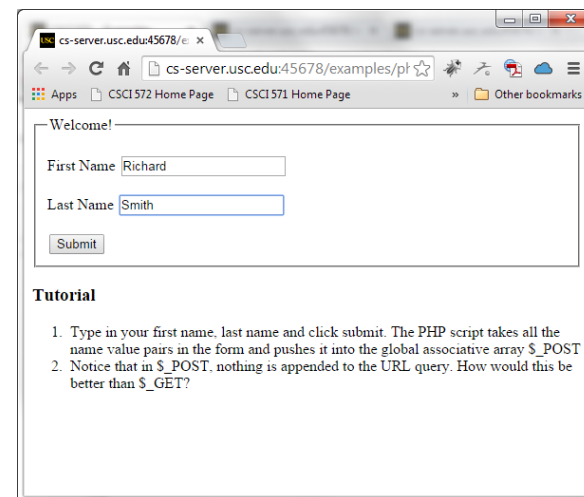 USC cs-server.usc.edu:45678/e
cs-server.usc.edu:45678/examples/ph
Apps CSCI 572 Home Page CSCI 571 Home Page » Other bookmarks
Welcome!
First Name Richard
Last Name Smith
Submit
Tutorial
1. Type in your first name, last name and click submit. The PHP script takes all the
name value pairs in the form and pushes it into the global associative array $_POST
2. Notice that in $_POST, nothing is appended to the URL query. How would this be
better than $_GET?